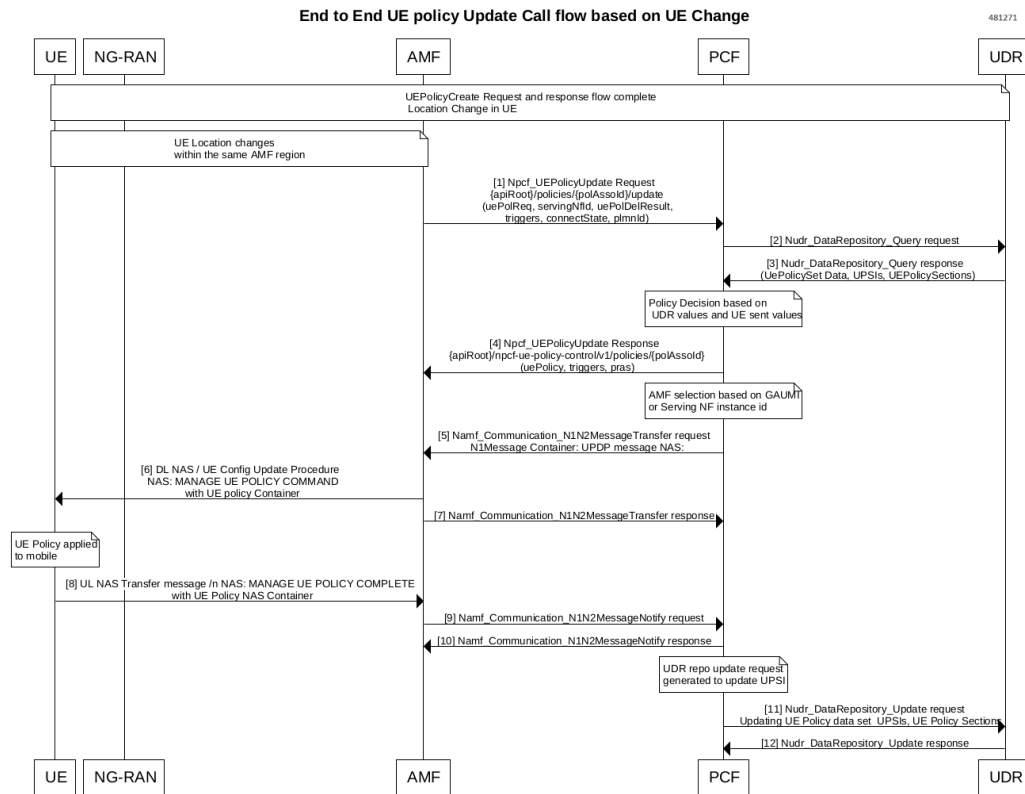 End to End UE policy Update Call flow based on UE Change
481271
UE
NG-RAN
AMF
PCF
UDR
UEPolicyCreate Request and response flow complete
Location Change in UE
UE Location changes
within the same AMF region
[1] Npcf_UEPolicyUpdate Request
{apiRoot}/policies/{polAssoId}/update
(uePolReq, servingNfId, uePolDelResult,
triggers, connectState, plmnId)
[2] Nudr_DataRepository_Query request
[3] Nudr_DataRepository_Query response
(UePolicySet Data, UPSIs, UEPolicySections)
Policy Decision based on
UDR values and UE sent values
[4] Npcf_UEPolicyUpdate Response
{apiRoot}/npcf-ue-policy-control/v1/policies/{polAssoId}
(uePolicy, triggers, pras)
AMF selection based on GAUMI
or Serving NF instance id
[5] Namf_Communication_N1N2MessageTransfer request
N1Message Container: UPDP message NAS:
[6] DL NAS / UE Config Update Procedure
NAS: MANAGE UE POLICY COMMAND
with UE policy Container
[7] Namf_Communication_N1N2MessageTransfer response
UE Policy applied
to mobile
[8] UL NAS Transfer message /n NAS: MANAGE UE POLICY COMPLETE
with UE Policy NAS Container
[9] Namf_Communication_N1N2MessageNotify request
[10] Namf_Communication_N1N2MessageNotify response
UDR repo update request
generated to update UPSI
[11] Nudr_DataRepository_Update request
Updating UE Policy data set UPSIs, UE Policy Sections
[12] Nudr_DataRepository_Update response
UE
NG-RAN
AMF
PCF
UDR